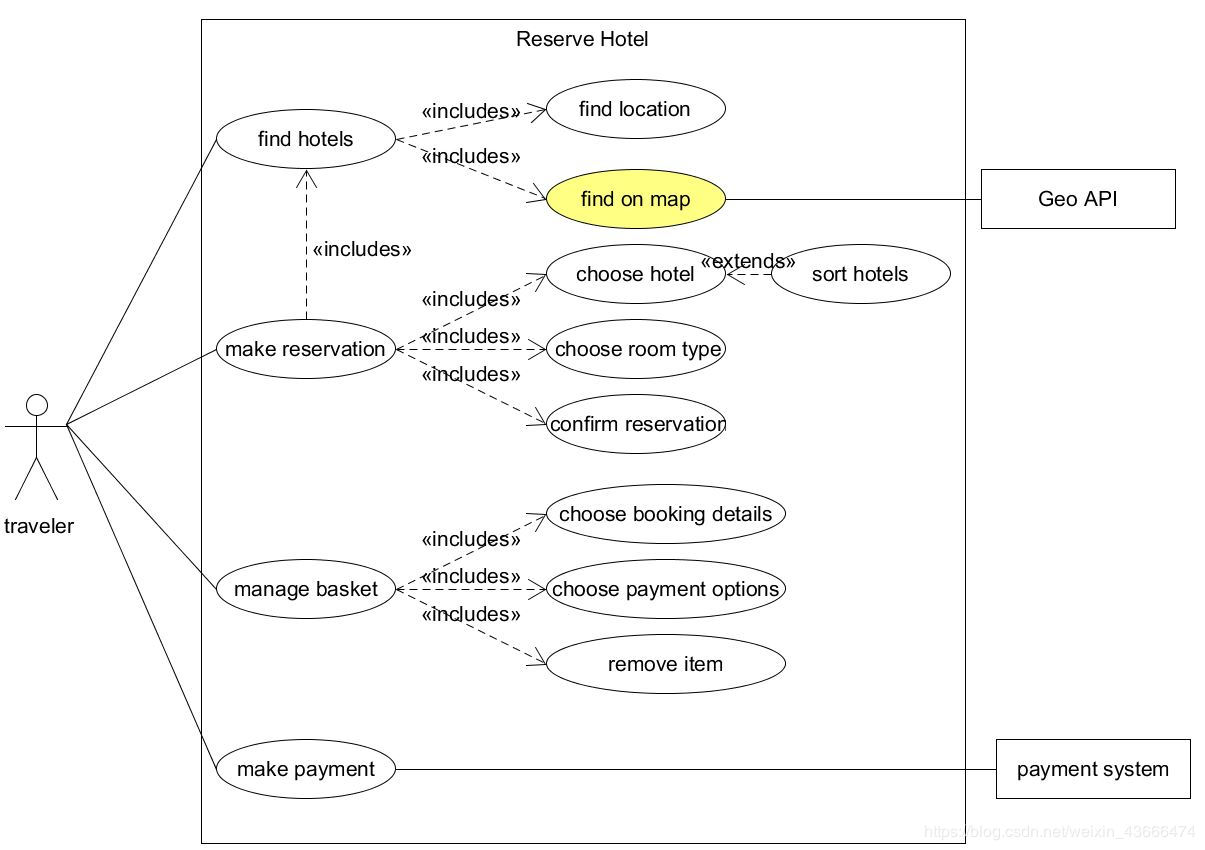 Reserve Hotel
find hotels
«includes»
find location
«includes»
find on map
Geo API
«includes»
choose hotel
«extends»
sort hotels
make reservation
«includes»
«includes»
choose room type
«includes»
confirm reservation
traveler
manage basket
«includes»
choose booking details
«includes»
choose payment options
«includes»
remove item
make payment
payment system
https://blog.csdn.net/weixin_43666474